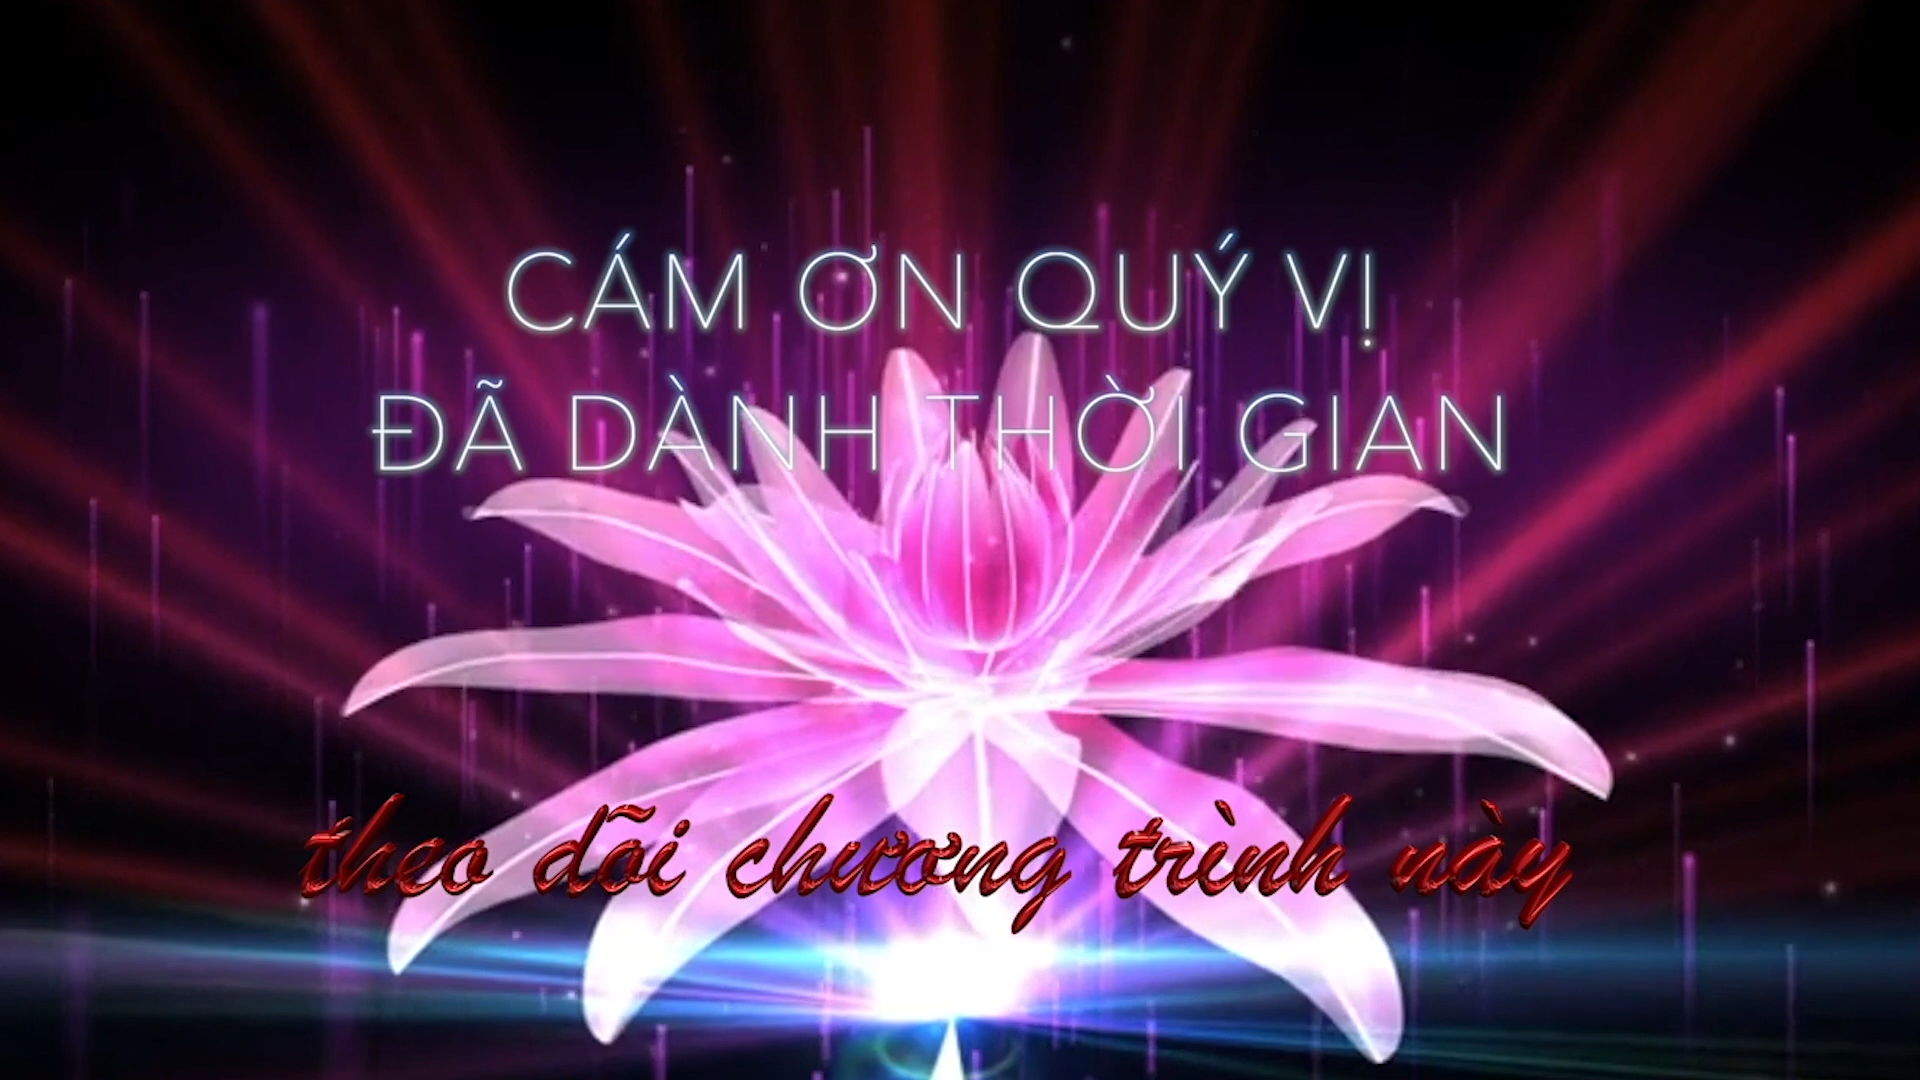 CÁM ƠN QUÝ VỊ
ĐÃ DÀNH THỜI GIAN
theo dõi chương trình này